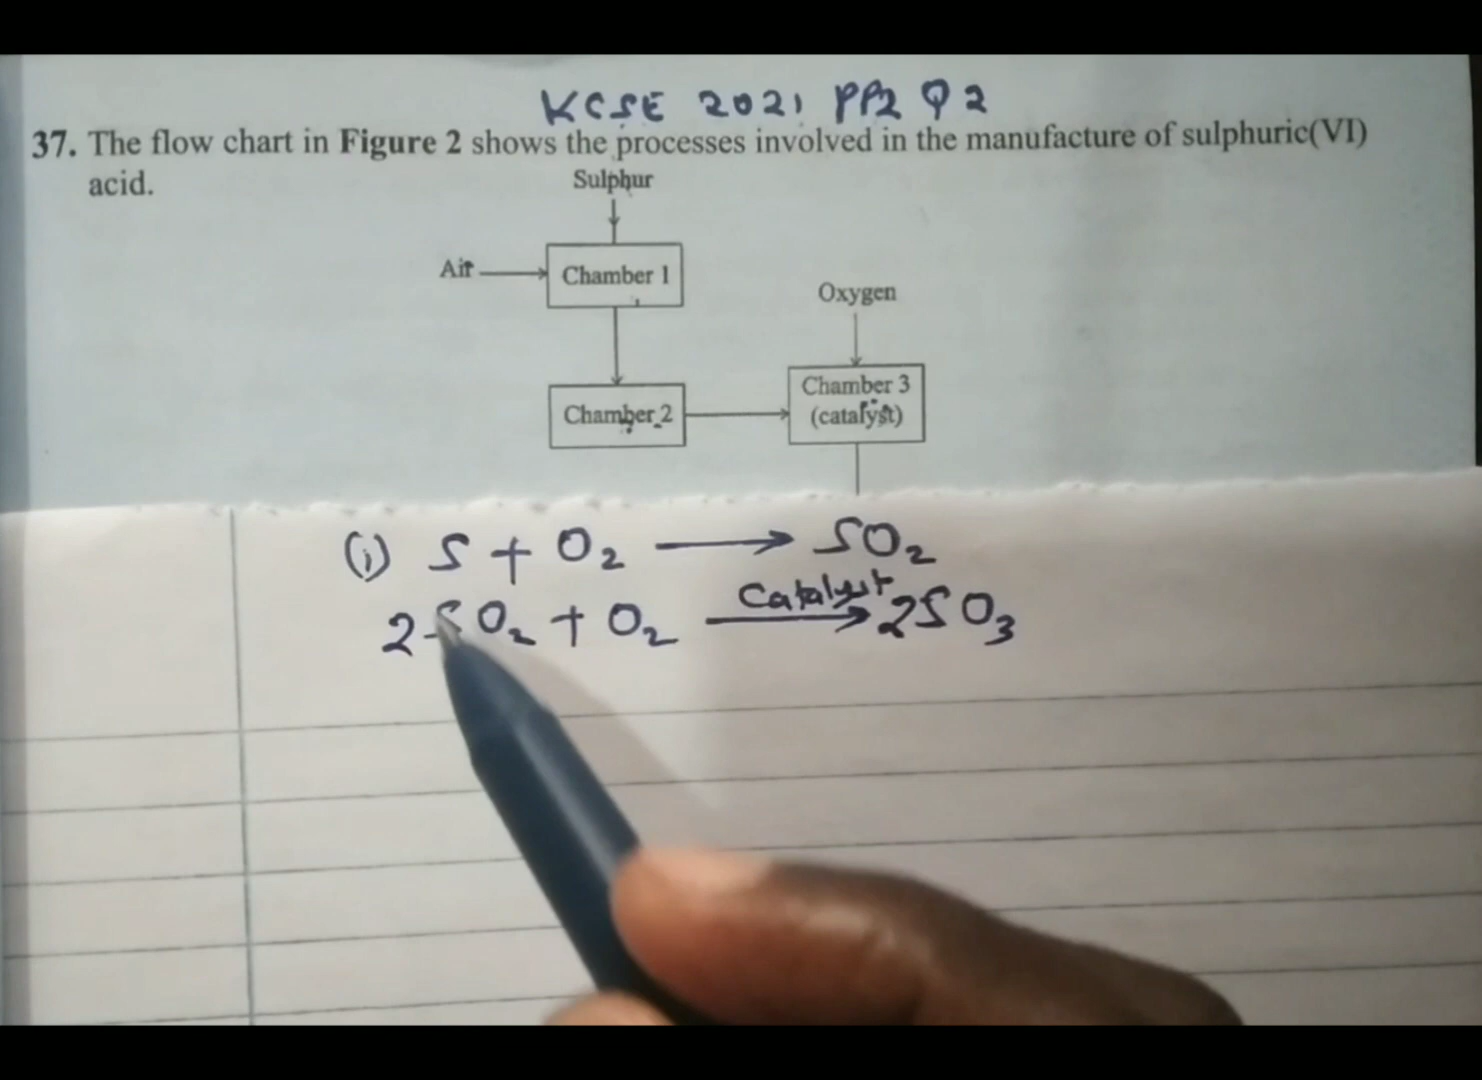 KCSE 2021 PP2 Q2
37. The flow chart in Figure 2 shows the processes involved in the manufacture of sulphuric(VI)
acid.
Sulphur
Air
Chamber 1
Oxygen
Chamber 2
Chamber 3
(catalyst)
(i) S + O₂ → SO₂
Catalyst
2SO₂ + O₂ → 2SO₃